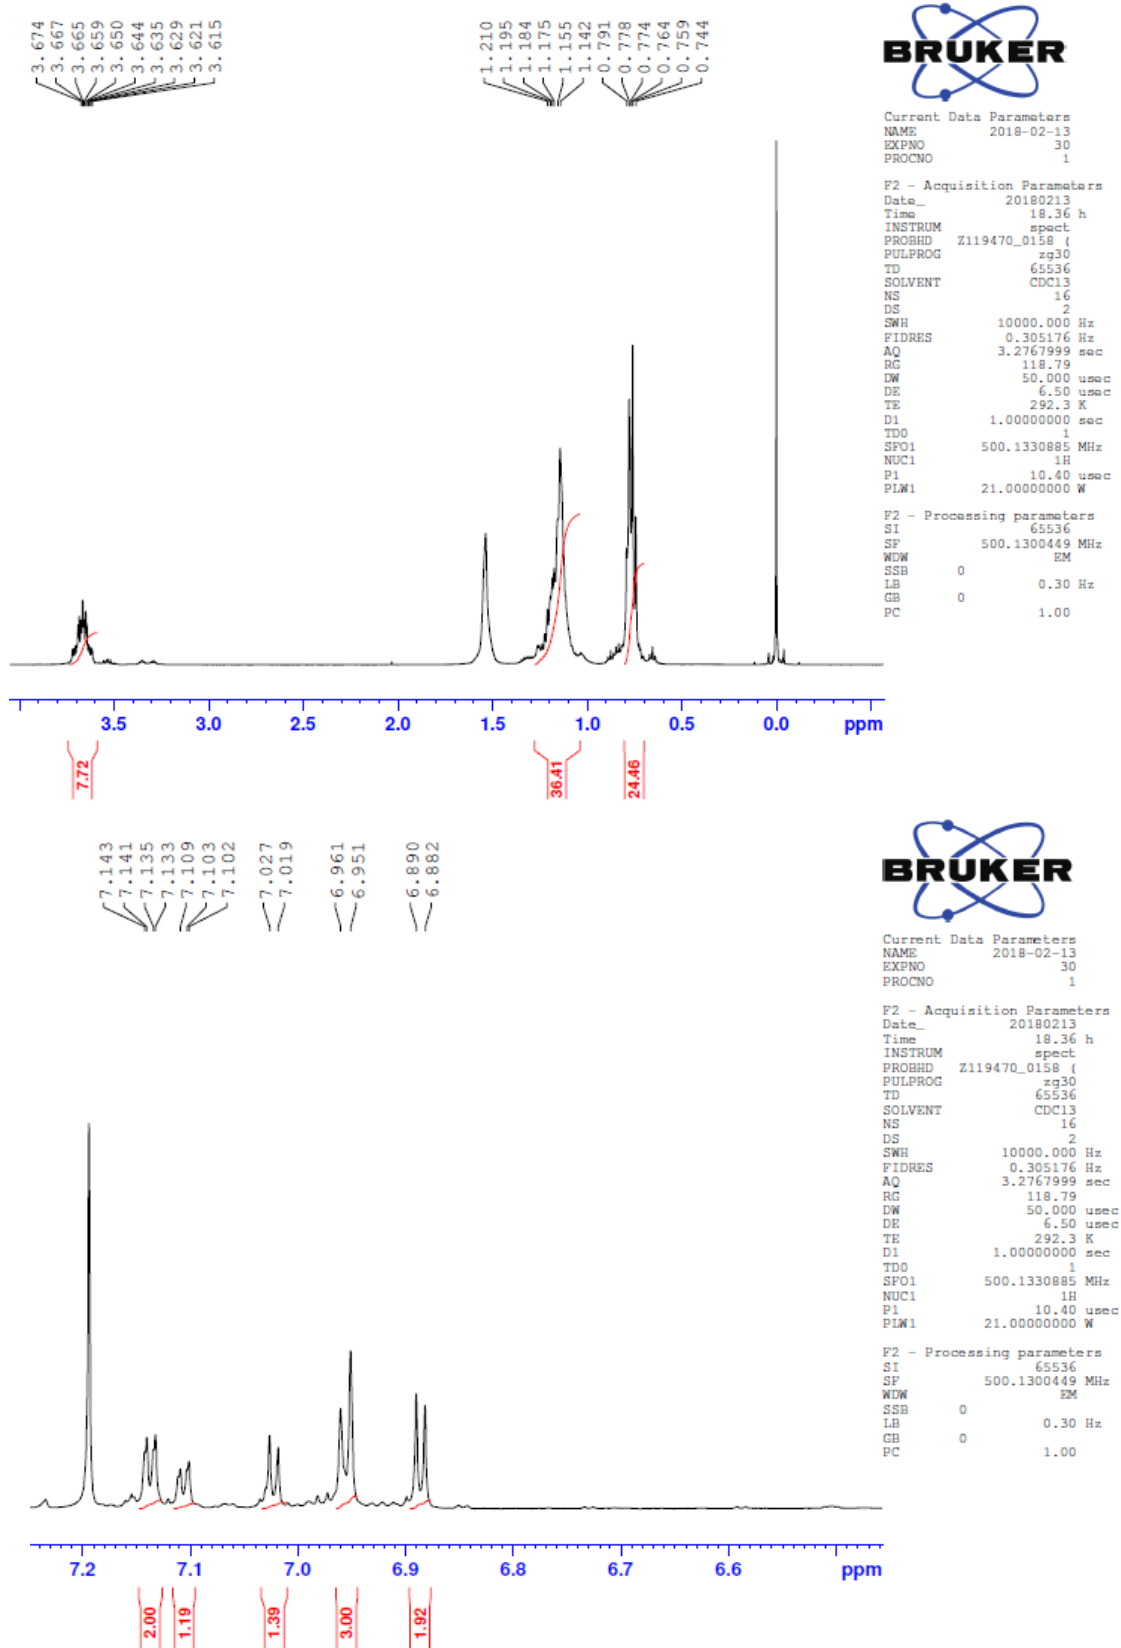 3.674
3.667
3.665
3.659
3.650
3.644
3.635
3.629
3.621
3.615
1.210
1.195
1.184
1.175
1.155
1.142
0.791
0.778
0.774
0.764
0.759
0.744
BRUKER
Current Data Parameters
NAME 2018-02-13
EXPNO 30
PROCNO 1
F2 - Acquisition Parameters
Date_ 20180213
Time 18.36 h
INSTRUM spect
PROBHD Z119470_0158 (
PULPROG zg30
TD 65536
SOLVENT CDCl3
NS 16
DS 2
SWH 10000.000 Hz
FIDRES 0.305176 Hz
AQ 3.2767999 sec
RG 118.79
DW 50.000 usec
DE 6.50 usec
TE 292.3 K
D1 1.00000000 sec
TD0 1
SFO1 500.1330885 MHz
NUC1 1H
P1 10.40 usec
PLW1 21.00000000 W
F2 - Processing parameters
SI 65536
SF 500.1300449 MHz
WDW EM
SSB 0
LB 0.30 Hz
GB 0
PC 1.00
3.5 3.0 2.5 2.0 1.5 1.0 0.5 0.0 ppm
7.72
36.41
24.46
7.143
7.141
7.135
7.133
7.109
7.103
7.102
7.027
7.019
6.961
6.951
6.890
6.882
BRUKER
Current Data Parameters
NAME 2018-02-13
EXPNO 30
PROCNO 1
F2 - Acquisition Parameters
Date_ 20180213
Time 18.36 h
INSTRUM spect
PROBHD Z119470_0158 (
PULPROG zg30
TD 65536
SOLVENT CDCl3
NS 16
DS 2
SWH 10000.000 Hz
FIDRES 0.305176 Hz
AQ 3.2767999 sec
RG 118.79
DW 50.000 usec
DE 6.50 usec
TE 292.3 K
D1 1.00000000 sec
TD0 1
SFO1 500.1330885 MHz
NUC1 1H
P1 10.40 usec
PLW1 21.00000000 W
F2 - Processing parameters
SI 65536
SF 500.1300449 MHz
WDW EM
SSB 0
LB 0.30 Hz
GB 0
PC 1.00
7.2 7.1 7.0 6.9 6.8 6.7 6.6 ppm
2.00
1.19
1.39
3.00
1.92